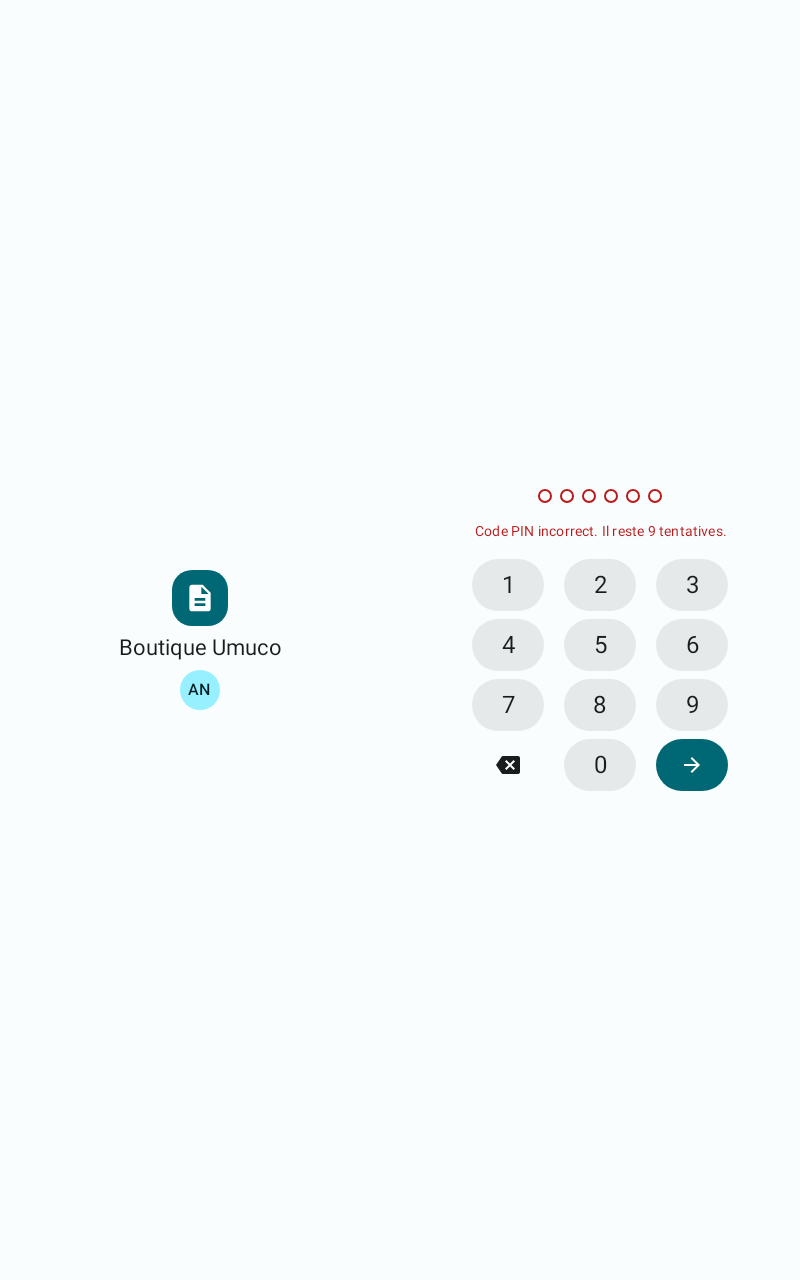 Boutique Umuco
AN
Code PIN incorrect. Il reste 9 tentatives.
1 2 3
4 5 6
7 8 9
0